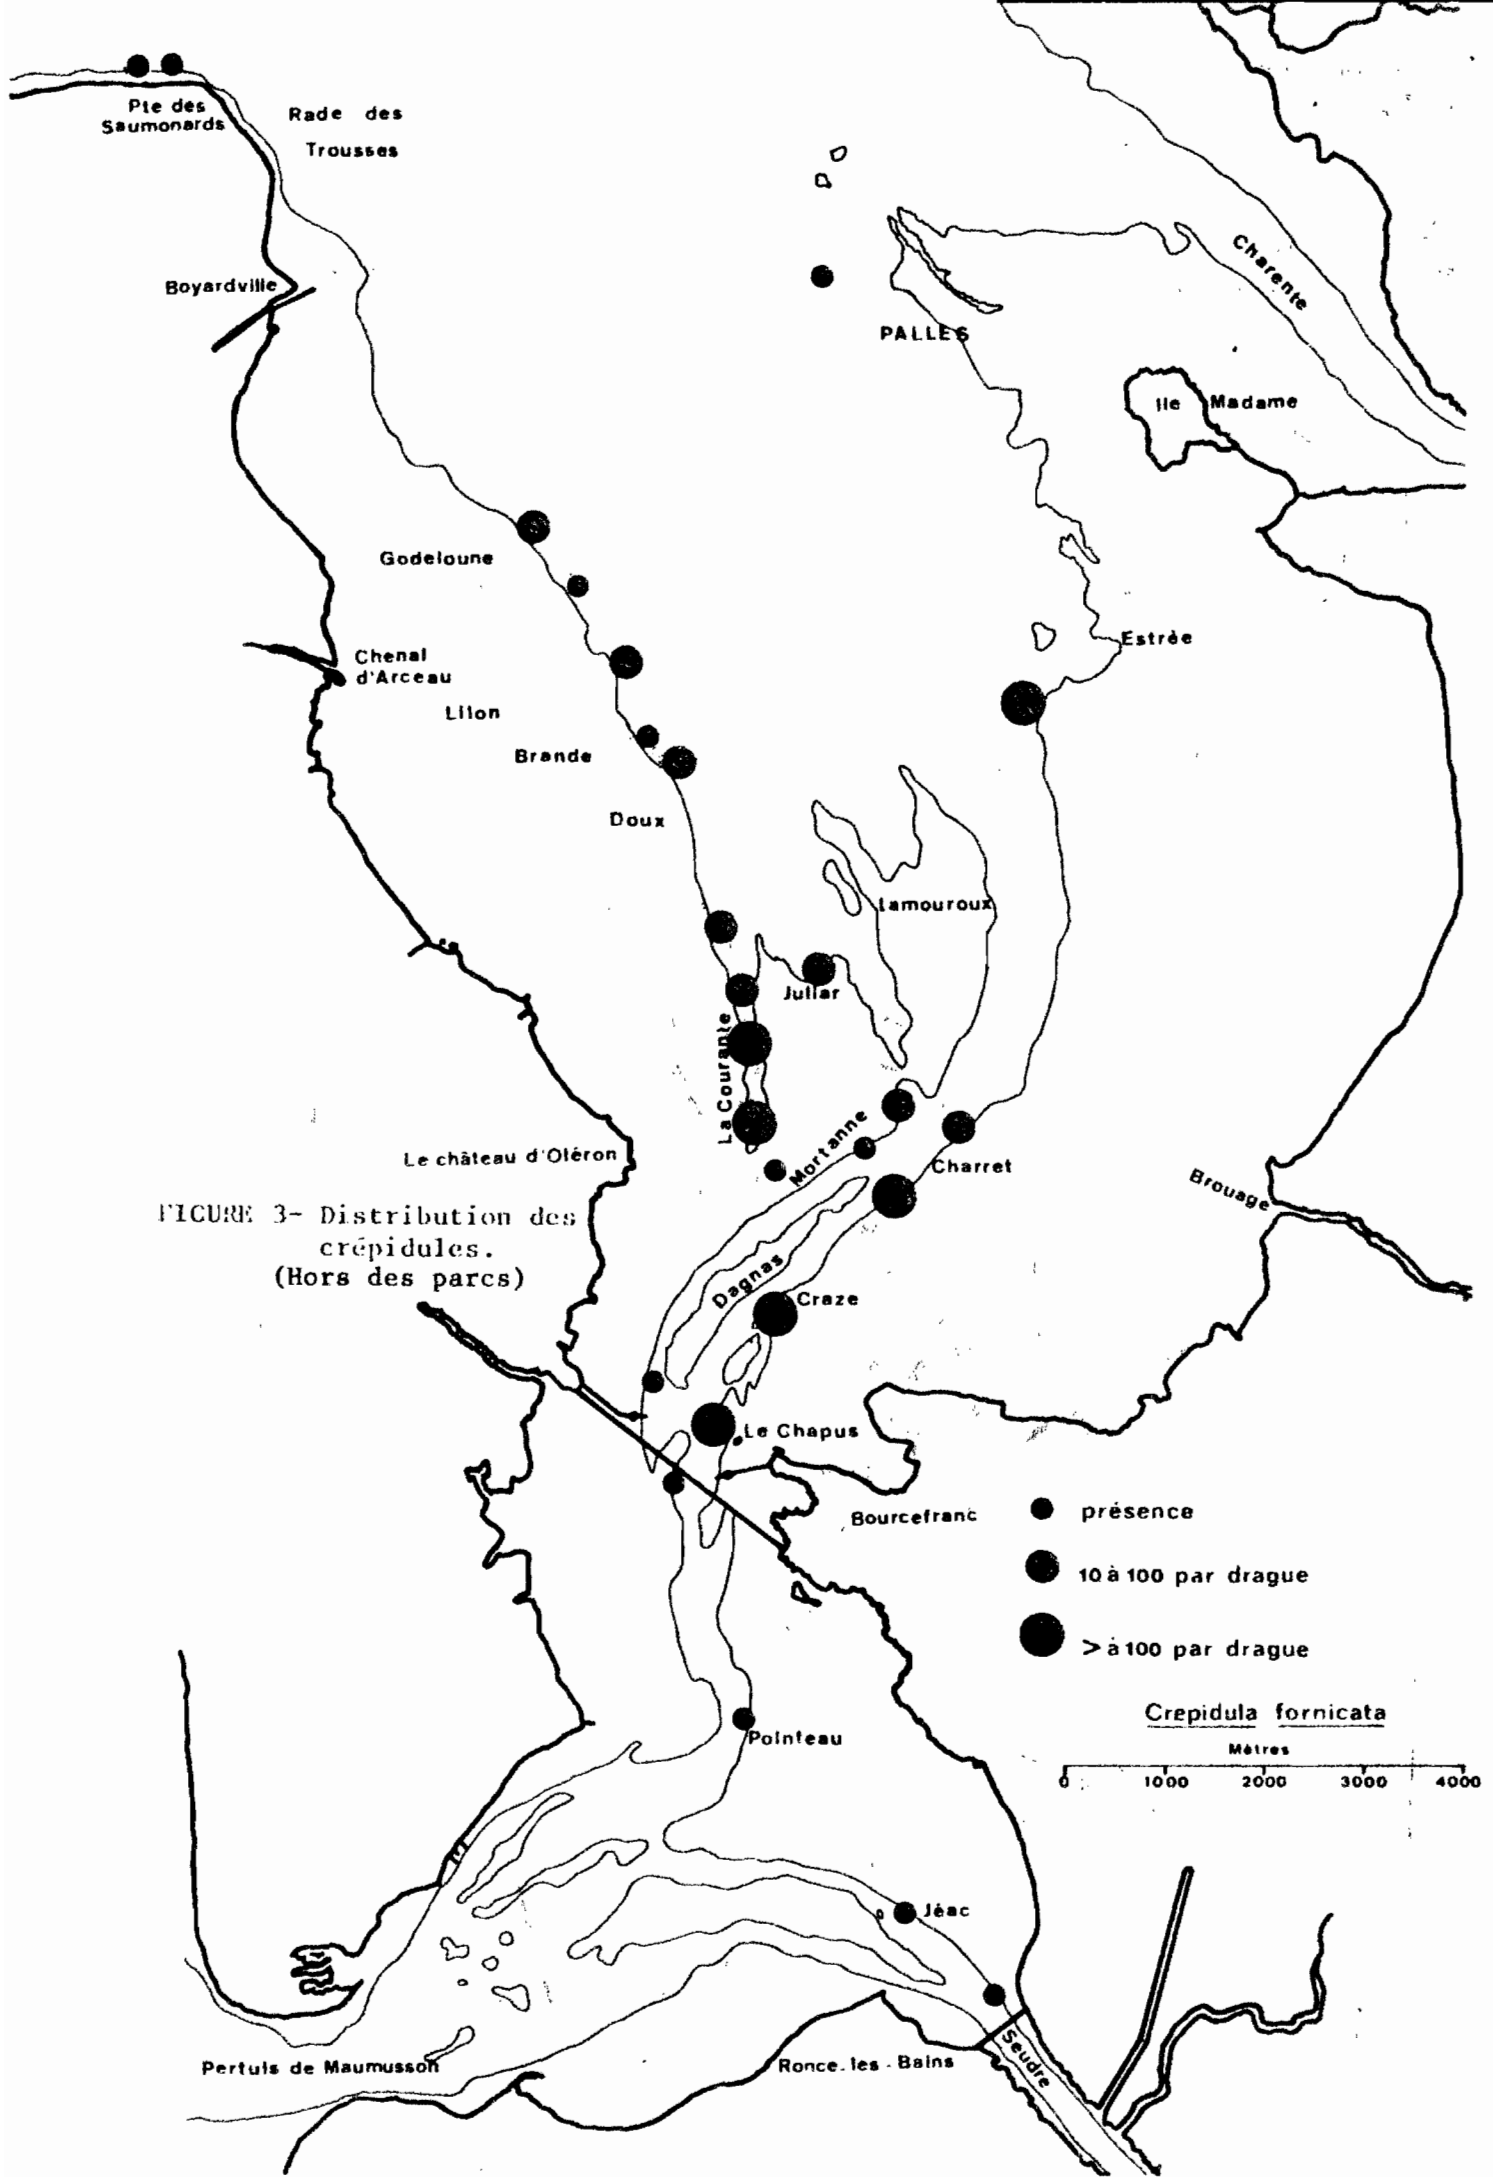 Pte des
Saumonards
Rade des
Trousses
Charente
Boyardville
PALLES
Ile Madame
Godeloune
Estrée
Chenal
d'Arceau
Lilon
Brande
Doux
Lamouroux
Juliar
La Courante
Mortanne
Le château d'Oléron
Charret
Brouage
FIGURE 3- Distribution des
crépidules.
(Hors des parcs)
Dagnas
Craze
Le Chapus
Bourcefranc
présence
10 à 100 par drague
> à 100 par drague
Crepidula fornicata
Mètres
0 1000 2000 3000 4000
Pointeau
Jéac
Pertuis de Maumusson
Ronce-les-Bains
Seudre